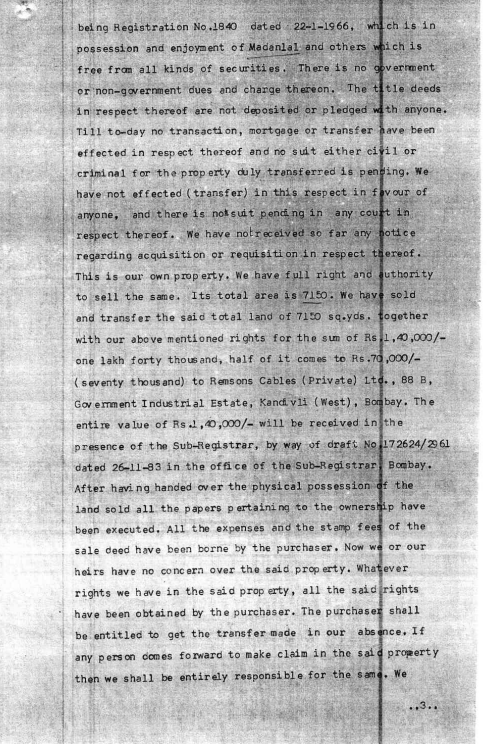 being Registration No.1840 dated 22-1-1966, which is in
possession and enjoyment of Madanlal and others which is
free from all kinds of securities. There is no government
or non-government dues and charge thereon. The title deeds
in respect thereof are not deposited or pledged with anyone.
Till to-day no transaction, mortgage or transfer have been
effected in respect thereof and no suit either civil or
criminal for the property duly transferred is pending. We
have not effected (transfer) in this respect in favour of
anyone, and there is not suit pending in any court in
respect thereof. We have not received so far any notice
regarding acquisition or requisition in respect thereof.
This is our own property. We have full right and authority
to sell the same. Its total area is 7150. We have sold
and transfer the said total land of 7150 sq.yds. together
with our above mentioned rights for the sum of Rs.1,40,000/-
one lakh forty thousand, half of it comes to Rs.70,000/-
(seventy thousand) to Remsons Cables (Private) Ltd., 88 B,
Government Industrial Estate, Kandivli (West), Bombay. The
entire value of Rs.1,40,000/- will be received in the
presence of the Sub-Registrar, by way of draft No.172624/2961
dated 26-11-83 in the office of the Sub-Registrar, Bombay.
After having handed over the physical possession of the
land sold all the papers pertaining to the ownership have
been executed. All the expenses and the stamp fees of the
sale deed have been borne by the purchaser. Now we or our
heirs have no concern over the said property. Whatever
rights we have in the said property, all the said rights
have been obtained by the purchaser. The purchaser shall
be entitled to get the transfer made in our absence. If
any person comes forward to make claim in the said property
then we shall be entirely responsible for the same. We
..3..